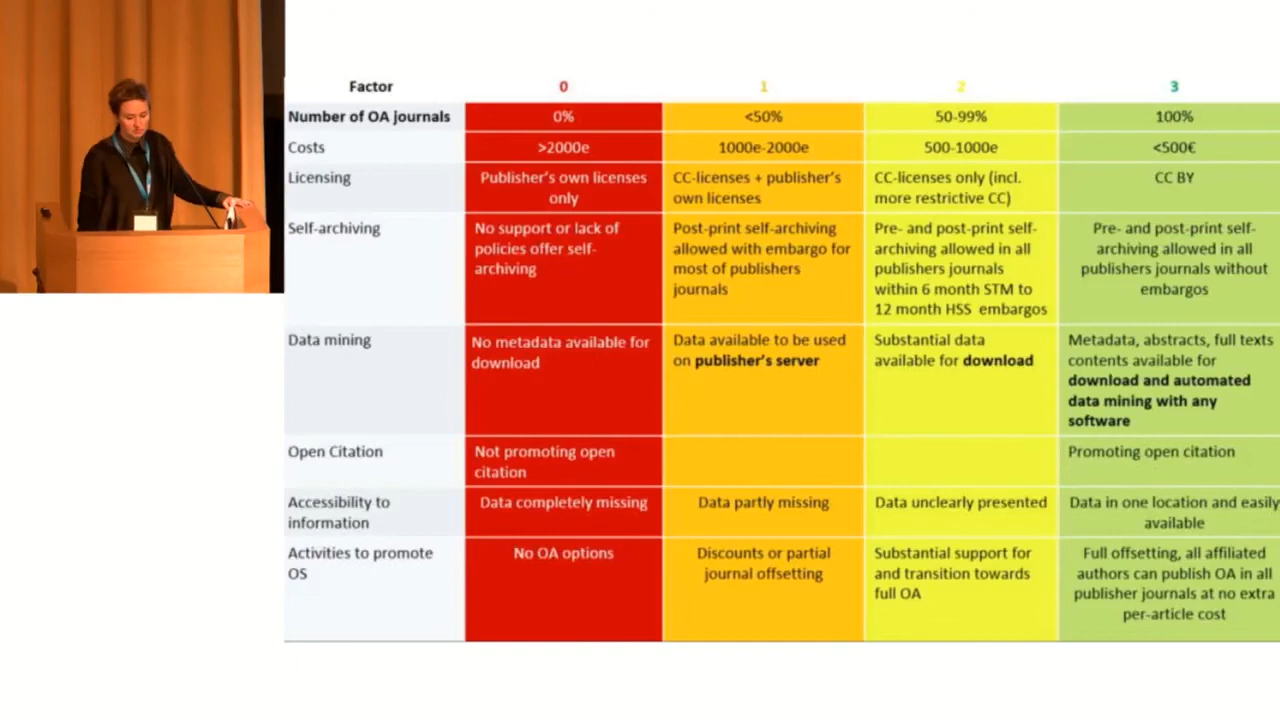 Factor 0 1 2 3
Number of OA journals 0% <50% 50-99% 100%
Costs >2000e 1000e-2000e 500-1000e <500€
Licensing
Publisher's own licenses
only
CC-licenses + publisher's
own licenses
CC-licenses only (incl.
more restrictive CC)
CC BY
Self-archiving
No support or lack of
policies offer self-
archiving
Post-print self-archiving
allowed with embargo for
most of publishers
journals
Pre- and post-print self-
archiving allowed in all
publishers journals
within 6 month STM to
12 month HSS embargos
Pre- and post-print self-
archiving allowed in all
publishers journals without
embargos
Data mining
No metadata available for
download
Data available to be used
on publisher's server
Substantial data
available for download
Metadata, abstracts, full texts
contents available for
download and automated
data mining with any
software
Open Citation
Not promoting open
citation
Promoting open citation
Accessibility to
information
Data completely missing
Data partly missing
Data unclearly presented
Data in one location and easily
available
Activities to promote
OS
No OA options
Discounts or partial
journal offsetting
Substantial support for
and transition towards
full OA
Full offsetting, all affiliated
authors can publish OA in all
publisher journals at no extra
per-article cost